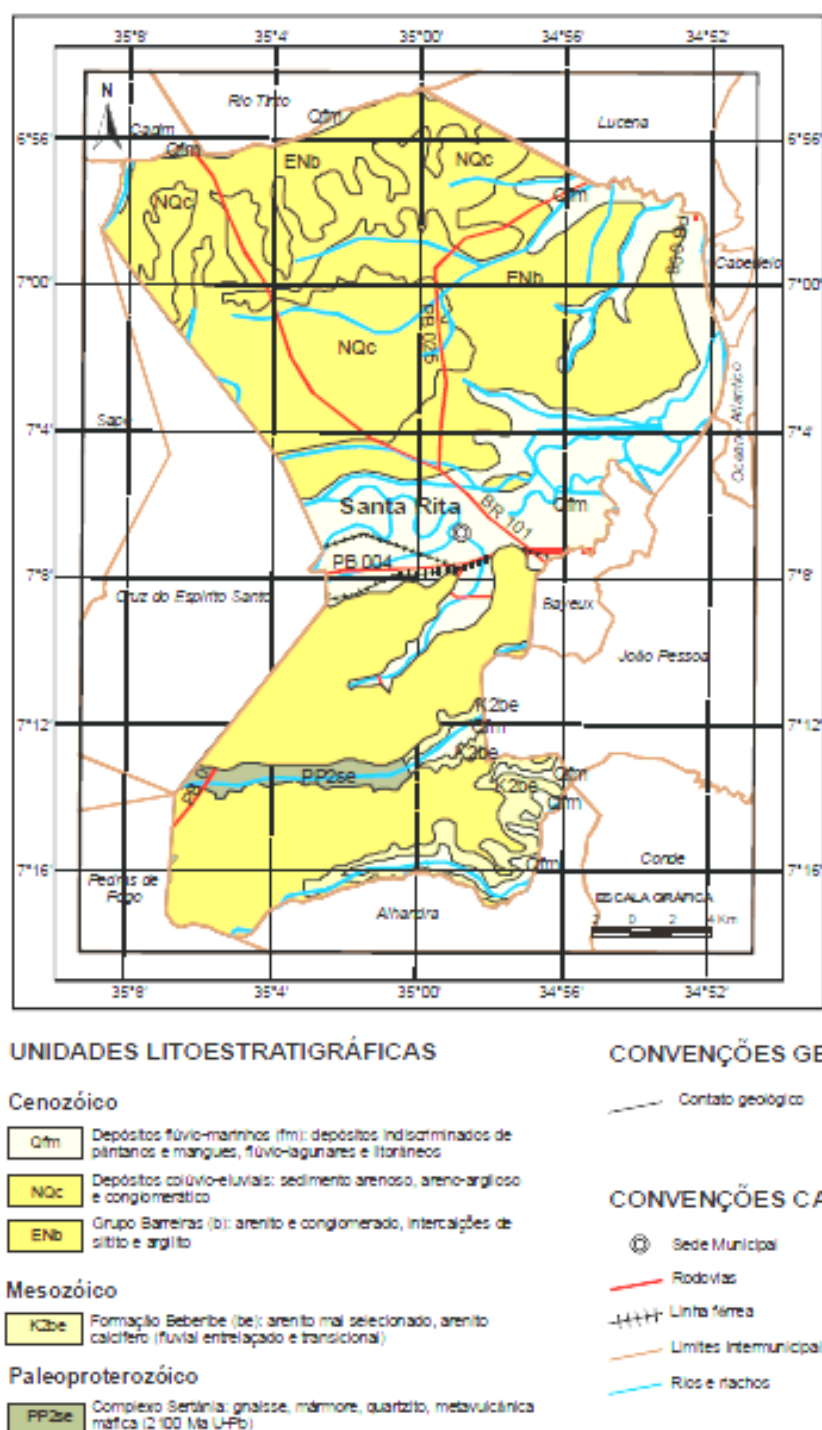 35°8' 35°4' 35°00' 34°56' 34°52'
N
Rio Tinto
Qfm
Lucena
6°56' 6°56'
Capim
Qfm
ENb
NQc
NQc
Qfm
PB 008
Cabedelo
7°00' 7°00'
ENb
PB 025
NQc
Sapé
Oceano Atlantico
7°4' 7°4'
Santa Rita
BR 101
Qfm
PB 004
7°8' 7°8'
Cruz do Espírito Santo
Bayeux
João Pessoa
K2be
7°12' 7°12'
Qfm
K2be
PP2se
Qfm
K2be
Qfm
7°16' 7°16'
Qfm
Conde
Pedras de
Fogo
Alhandra
ESCALA GRÁFICA
2 0 2 4 Km
35°8' 35°4' 35°00' 34°56' 34°52'
UNIDADES LITOESTRATIGRÁFICAS
Cenozóico
Qfm Depósitos flúvio-marinhos (fm): depósitos indiscriminados de
pântanos e mangues, flúvio-lagunares e litorâneos
NQc Depósitos colúvio-eluviais: sedimento arenoso, areno-argiloso
e conglomerático
ENb Grupo Barreiras (b): arenito e conglomerado, intercalções de
siltito e argilito
Mesozóico
K2be Formação Beberibe (be): arenito mal selecionado, arenito
calcífero (fluvial entrelaçado e transicional)
Paleoproterozóico
PP2se Complexo Sertânia: gnaisse, mármore, quartzito, metavulcânica
máfica (2100 Ma U-Pb)
CONVENÇÕES GE
Contato geológico
CONVENÇÕES CA
Sede Municipal
Rodovias
Linha férrea
Limites Intermunicipai
Rios e riachos